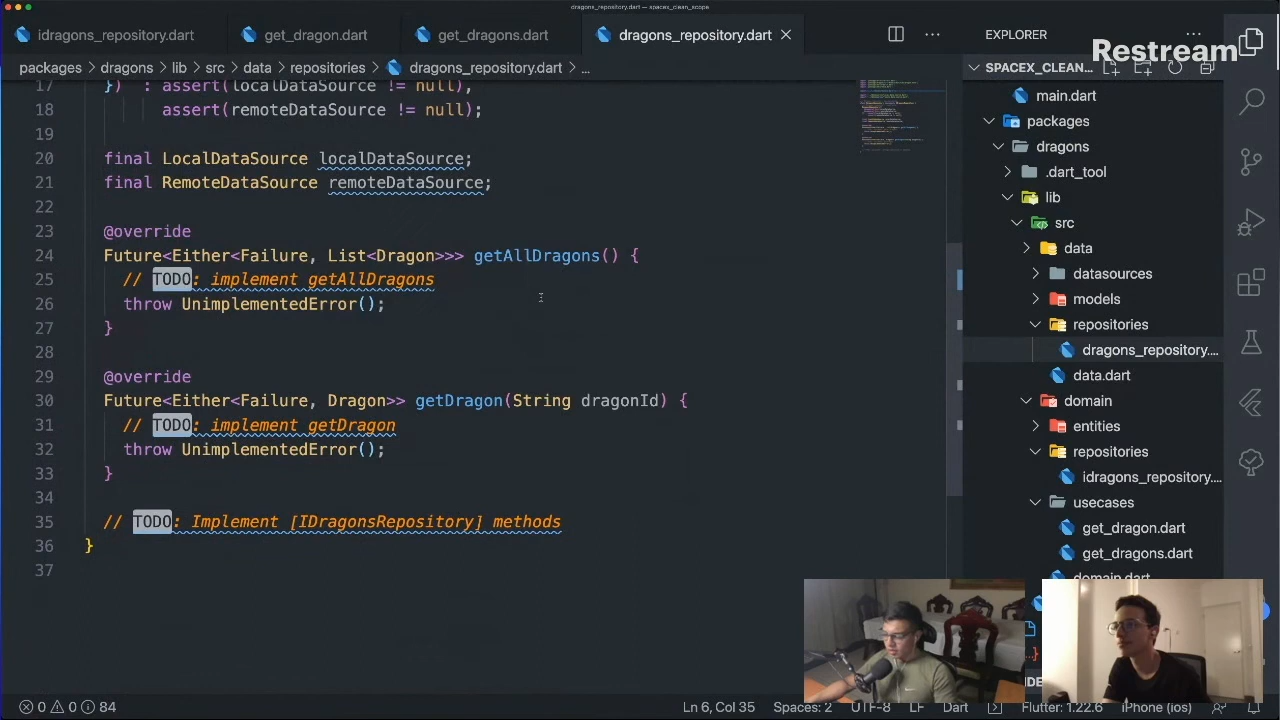 dragons_repository.dart — spacex_clean_scope
idragons_repository.dart
get_dragon.dart
get_dragons.dart
dragons_repository.dart
EXPLORER
Restream
packages > dragons > lib > src > data > repositories > dragons_repository.dart > ...
SPACEX_CLEAN...
17 }) : assert(localDataSource != null),
18 assert(remoteDataSource != null);
19
20 final LocalDataSource localDataSource;
21 final RemoteDataSource remoteDataSource;
22
23 @override
24 Future<Either<Failure, List<Dragon>>> getAllDragons() {
25 // TODO: implement getAllDragons
26 throw UnimplementedError();
27 }
28
29 @override
30 Future<Either<Failure, Dragon>> getDragon(String dragonId) {
31 // TODO: implement getDragon
32 throw UnimplementedError();
33 }
34
35 // TODO: Implement [IDragonsRepository] methods
36 }
37
main.dart
packages
dragons
.dart_tool
lib
src
data
datasources
models
repositories
dragons_repository....
data.dart
domain
entities
repositories
idragons_repository....
usecases
get_dragon.dart
get_dragons.dart
domain.dart
0 0 84
Ln 6, Col 35
Spaces: 2
UTF-8
LF
Dart
Flutter: 1.22.6
iPhone (ios)